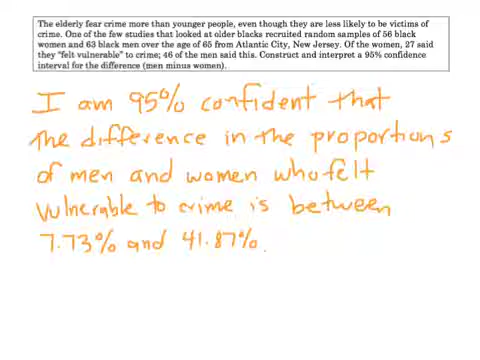 The elderly fear crime more than younger people, even though they are less likely to be victims of
crime. One of the few studies that looked at older blacks recruited random samples of 56 black
women and 63 black men over the age of 65 from Atlantic City, New Jersey. Of the women, 27 said
they "felt vulnerable" to crime; 46 of the men said this. Construct and interpret a 95% confidence
interval for the difference (men minus women).
I am 95% confident that
the difference in the proportions
of men and women who felt
vulnerable to crime is between
7.73% and 41.87%.